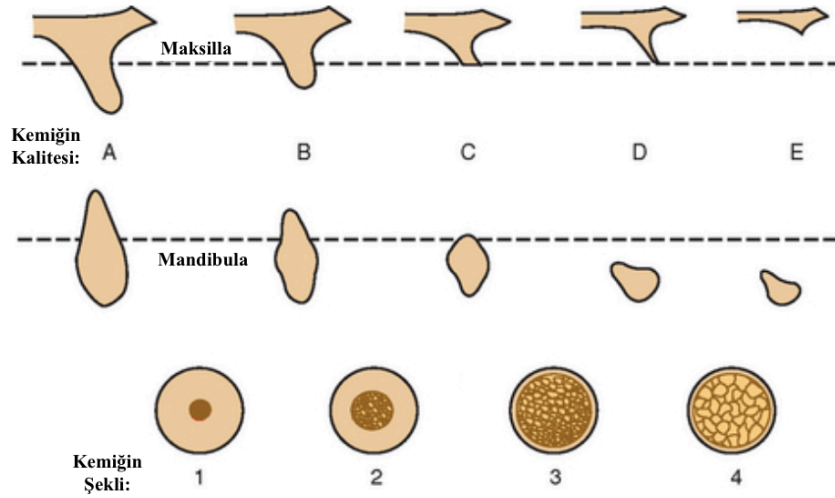 Maksilla
Kemiğin
Kalitesi:
A B C D E
Mandibula
Kemiğin
Şekli:
1 2 3 4